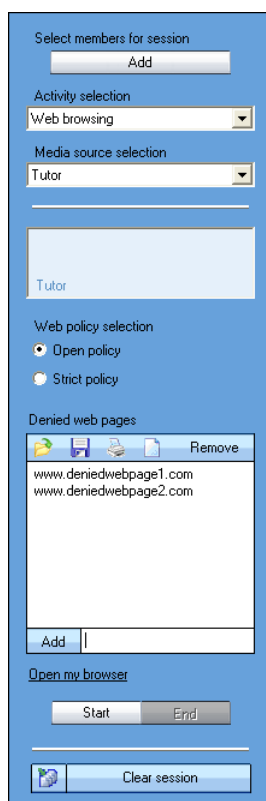 Select members for session
Add
Activity selection
Web browsing
Media source selection
Tutor
Tutor
Web policy selection
Open policy
Strict policy
Denied web pages
Remove
www.deniedwebpage1.com
www.deniedwebpage2.com
Add
Open my browser
Start End
Clear session